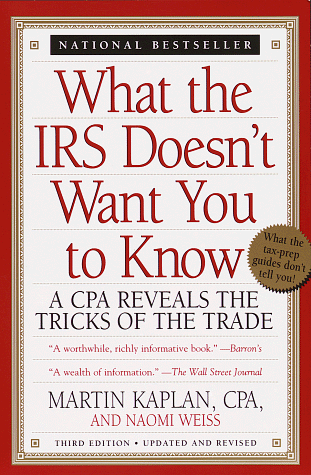 NATIONAL BESTSELLER
What the
IRS Doesn't
Want You
to Know
What the
tax-prep
guides don't
tell you!
A CPA REVEALS THE
TRICKS OF THE TRADE
"A worthwhile, richly informative book." —Barron's
"A wealth of information." —The Wall Street Journal
MARTIN KAPLAN, CPA,
AND NAOMI WEISS
THIRD EDITION • UPDATED AND REVISED